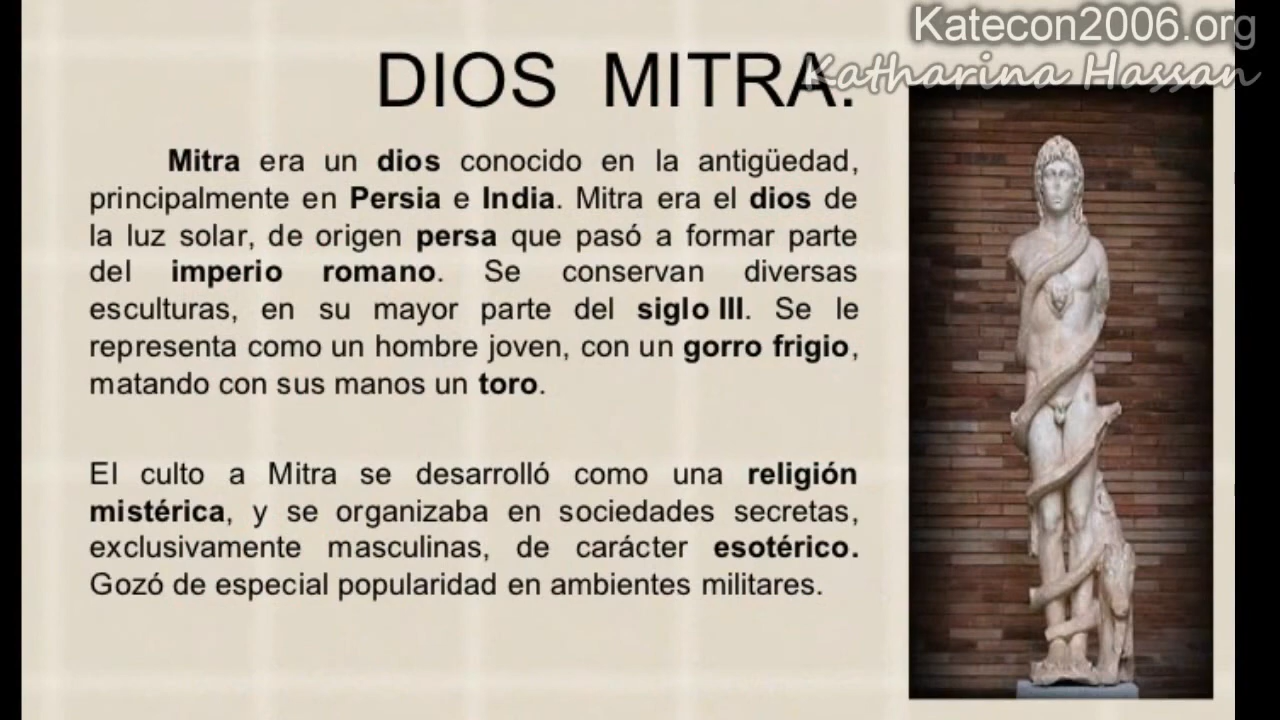 Katecon2006.org
Katharina Hassan
DIOS MITRA.
Mitra era un dios conocido en la antigüedad,
principalmente en Persia e India. Mitra era el dios de
la luz solar, de origen persa que pasó a formar parte
del imperio romano. Se conservan diversas
esculturas, en su mayor parte del siglo III. Se le
representa como un hombre joven, con un gorro frigio,
matando con sus manos un toro.
El culto a Mitra se desarrolló como una religión
mistérica, y se organizaba en sociedades secretas,
exclusivamente masculinas, de carácter esotérico.
Gozó de especial popularidad en ambientes militares.